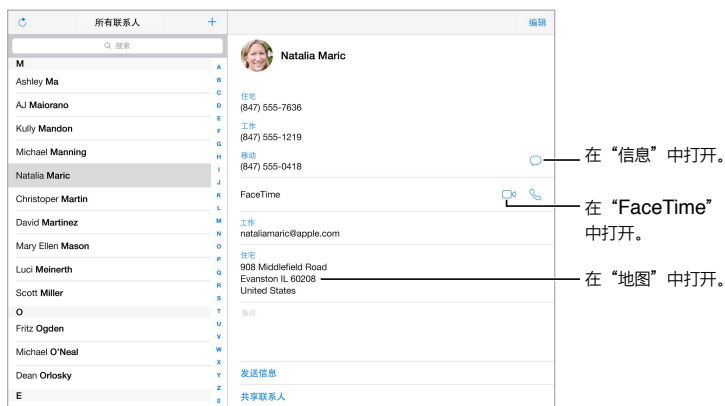 所有联系人
编辑
搜索
M
Ashley Ma
AJ Maiorano
Kully Mandon
Michael Manning
Natalia Maric
Christoper Martin
David Martinez
Mary Ellen Mason
Luci Meinerth
Scott Miller
O
Fritz Ogden
Michael O'Neal
Dean Orlosky
E
A
B
C
D
E
F
G
H
I
J
K
L
M
N
O
P
Q
R
S
T
U
V
W
X
Y
Z
#
Natalia Maric
住宅
(847) 555-7636
工作
(847) 555-1219
移动
(847) 555-0418
FaceTime
工作
nataliamaric@apple.com
住宅
908 Middlefield Road
Evanston IL 60208
United States
备注
发送信息
共享联系人
在“信息”中打开。
在“FaceTime”
中打开。
在“地图”中打开。